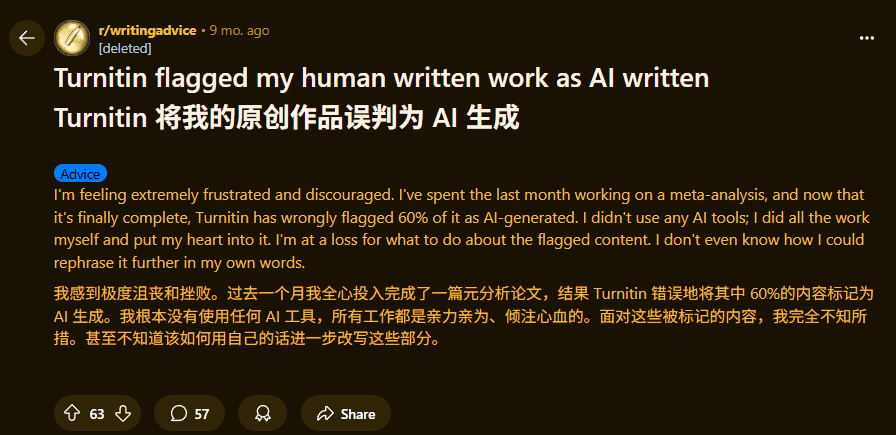 r/writingadvice • 9 mo. ago
[deleted]
Turnitin flagged my human written work as AI written
Turnitin 将我的原创作品误判为 AI 生成
Advice
I'm feeling extremely frustrated and discouraged. I've spent the last month working on a meta-analysis, and now that
it's finally complete, Turnitin has wrongly flagged 60% of it as AI-generated. I didn't use any AI tools; I did all the work
myself and put my heart into it. I'm at a loss for what to do about the flagged content. I don't even know how I could
rephrase it further in my own words.
我感到极度沮丧和挫败。过去一个月我全心投入完成了一篇元分析论文，结果 Turnitin 错误地将其中 60%的内容标记为
AI 生成。我根本没有使用任何 AI 工具，所有工作都是亲力亲为、倾注心血的。面对这些被标记的内容，我完全不知所
措。甚至不知道该如何用自己的话进一步改写这些部分。
63 57 Share